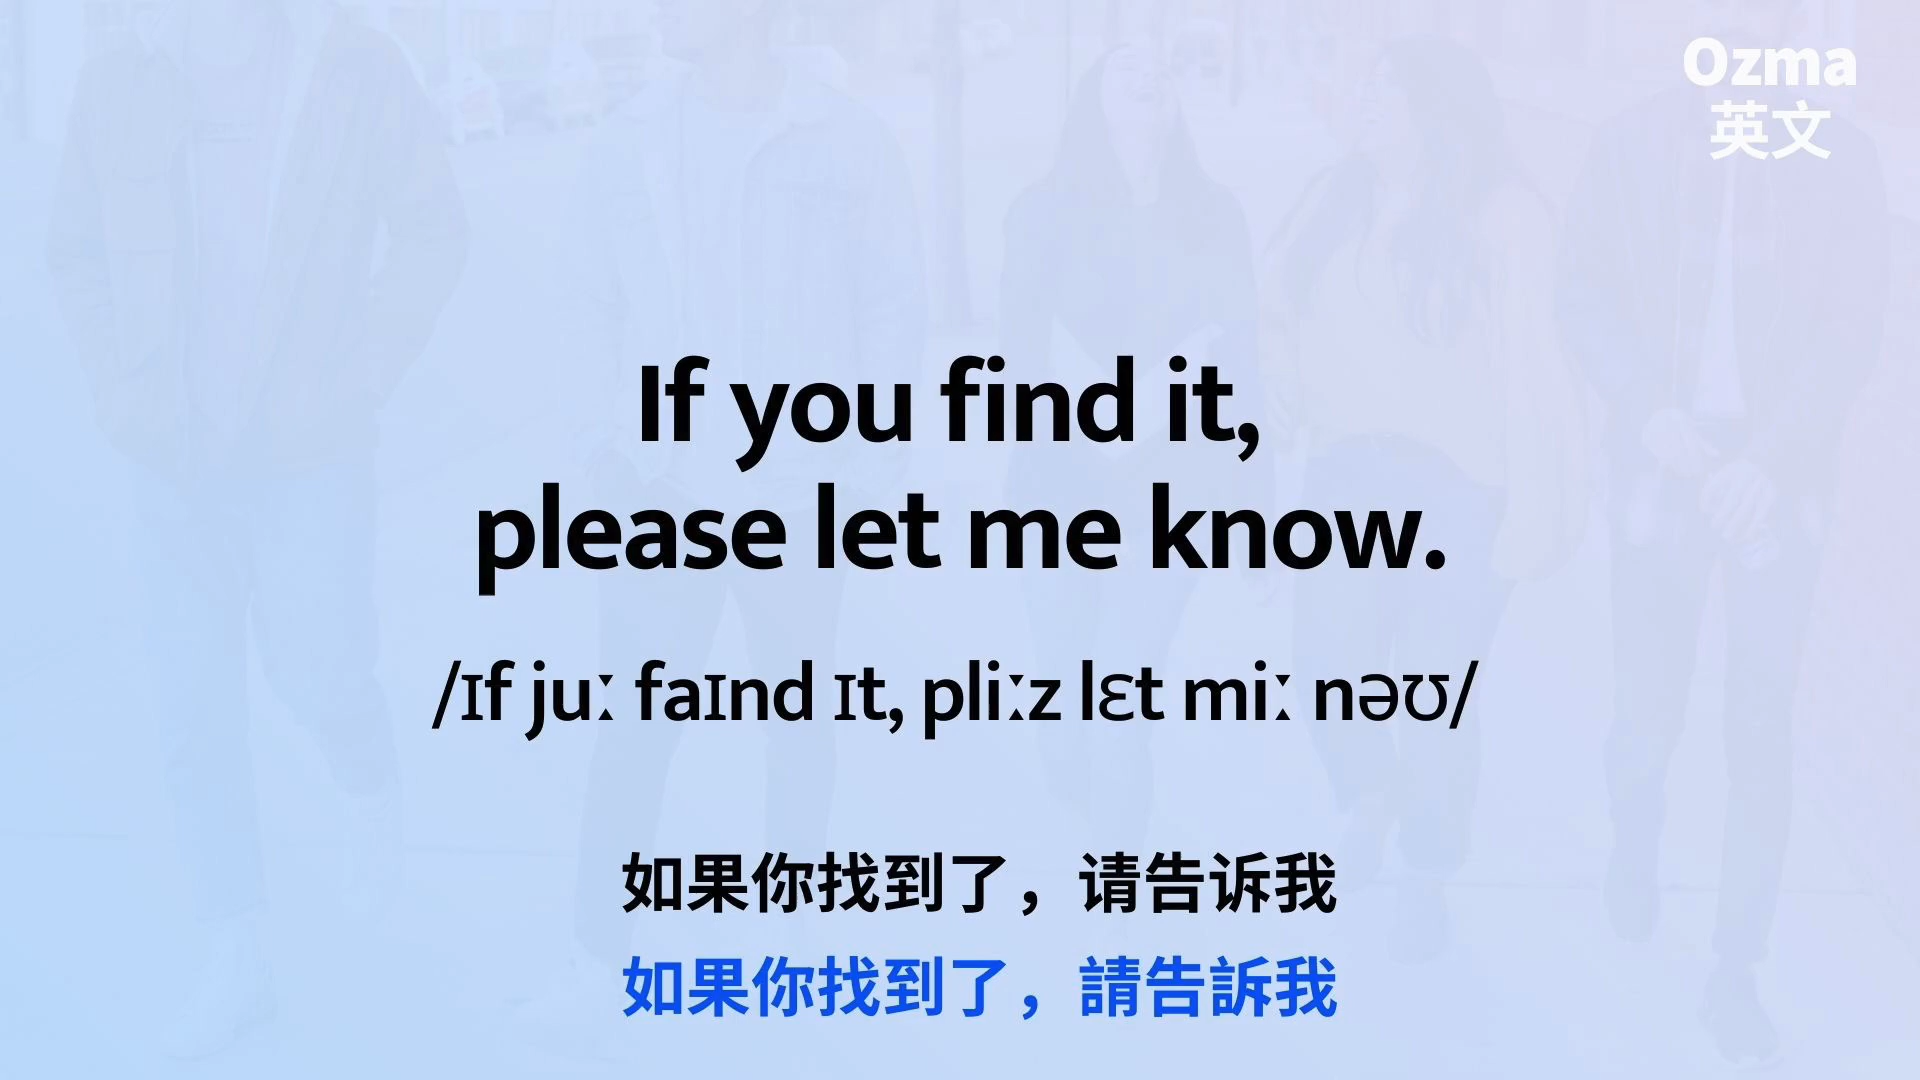 Ozma
英文
If you find it,
please let me know.
/ɪf juː faɪnd ɪt, pliːz lɛt miː nəʊ/
如果你找到了，请告诉我
如果你找到了，請告訴我